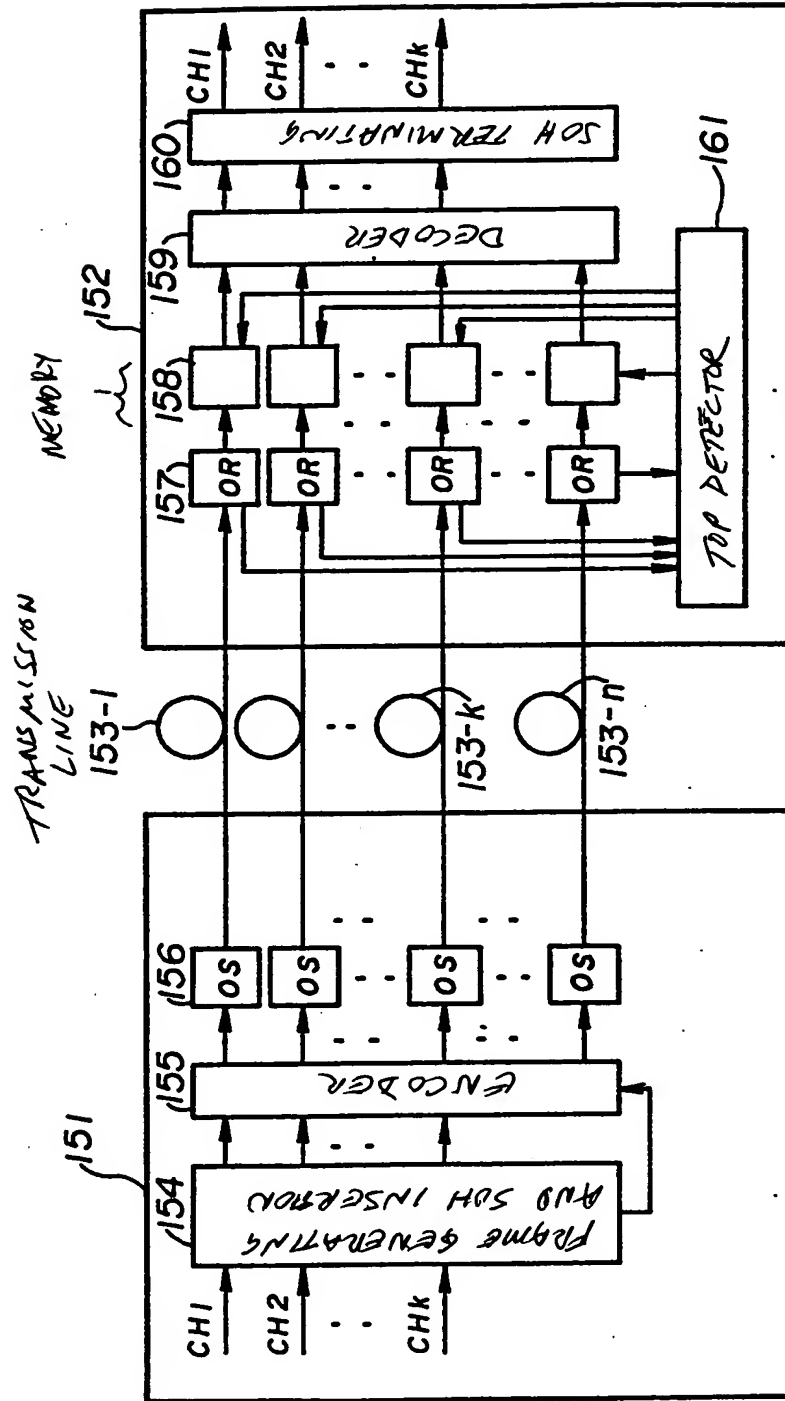 151
154
155
156
CH1
CH2
CHk
FRAME GENERATING
AND SOH INSERTION
ENCODER
OS
OS
OS
OS
TRANSMISSION
LINE
153-1
153-k
153-n
MEMORY
152
157
158
159
160
OR
OR
OR
OR
DECODER
SOH TERMINATING
CH1
CH2
CHk
TOP DETECTOR
161